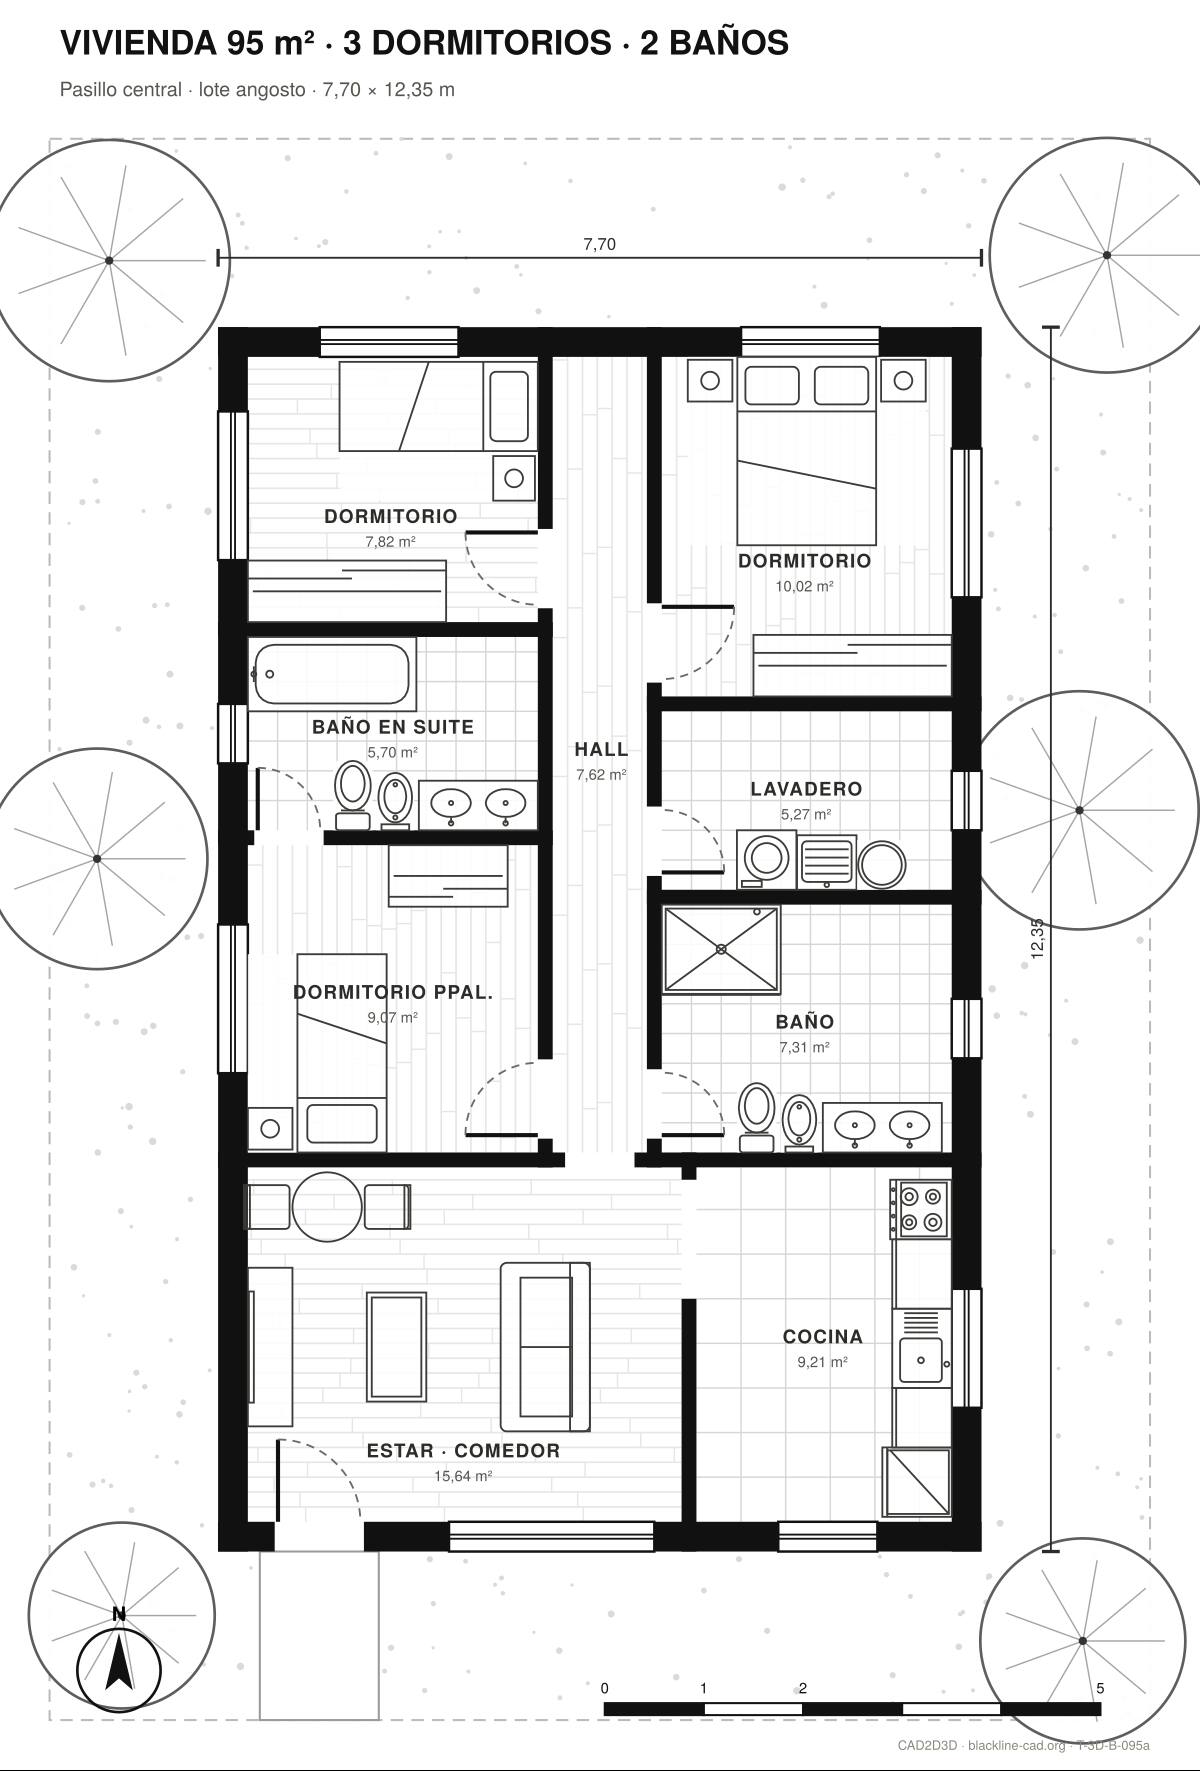 VIVIENDA 95 m² · 3 DORMITORIOS · 2 BAÑOS
Pasillo central · lote angosto · 7,70 × 12,35 m
7,70
DORMITORIO
7,82 m²
DORMITORIO
10,02 m²
BAÑO EN SUITE
5,70 m²
HALL
7,62 m²
LAVADERO
5,27 m²
12,35
DORMITORIO PPAL.
9,07 m²
BAÑO
7,31 m²
COCINA
9,21 m²
ESTAR · COMEDOR
15,64 m²
N
0 1 2 5
CAD2D3D · blackline-cad.org · T-3D-B-095a